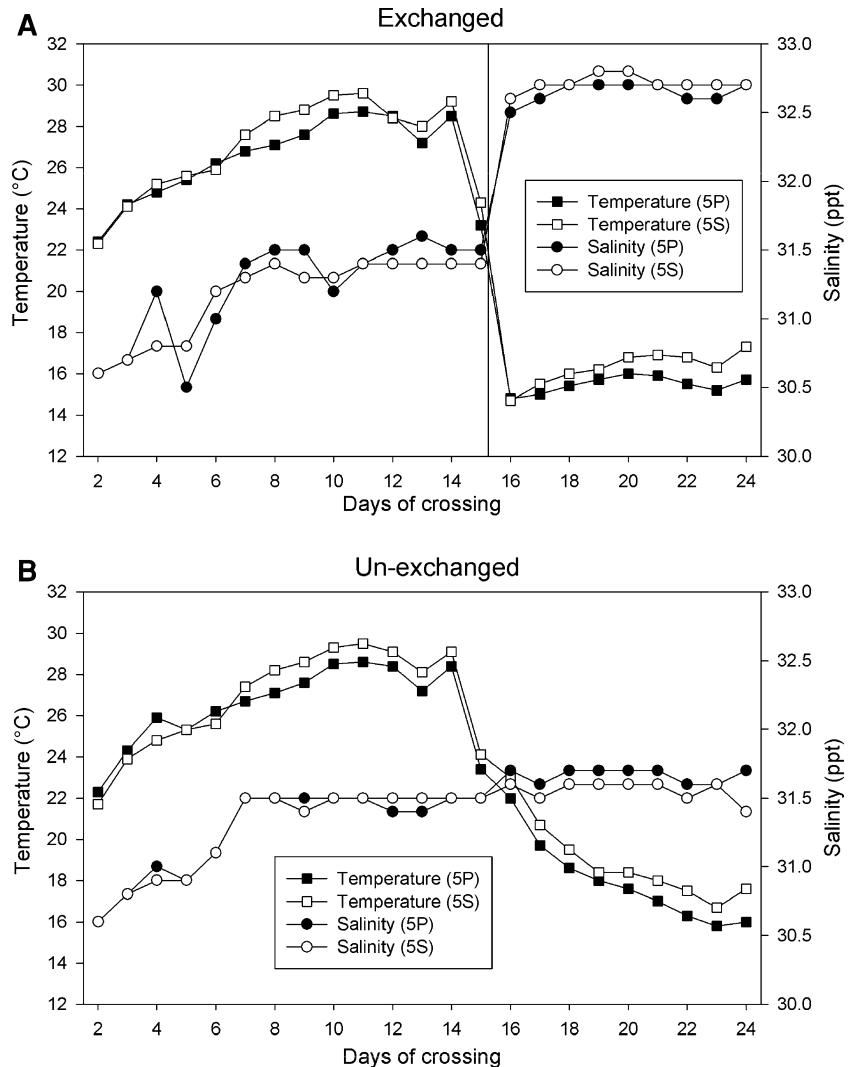 A
Exchanged
32
30
28
26
24
22
20
18
16
14
12
Temperature (°C)
33.0
32.5
32.0
31.5
31.0
30.5
30.0
Salinity (ppt)
Temperature (5P)
Temperature (5S)
Salinity (5P)
Salinity (5S)
2 4 6 8 10 12 14 16 18 20 22 24
Days of crossing
B
Un-exchanged
32
30
28
26
24
22
20
18
16
14
12
Temperature (°C)
33.0
32.5
32.0
31.5
31.0
30.5
30.0
Salinity (ppt)
Temperature (5P)
Temperature (5S)
Salinity (5P)
Salinity (5S)
2 4 6 8 10 12 14 16 18 20 22 24
Days of crossing